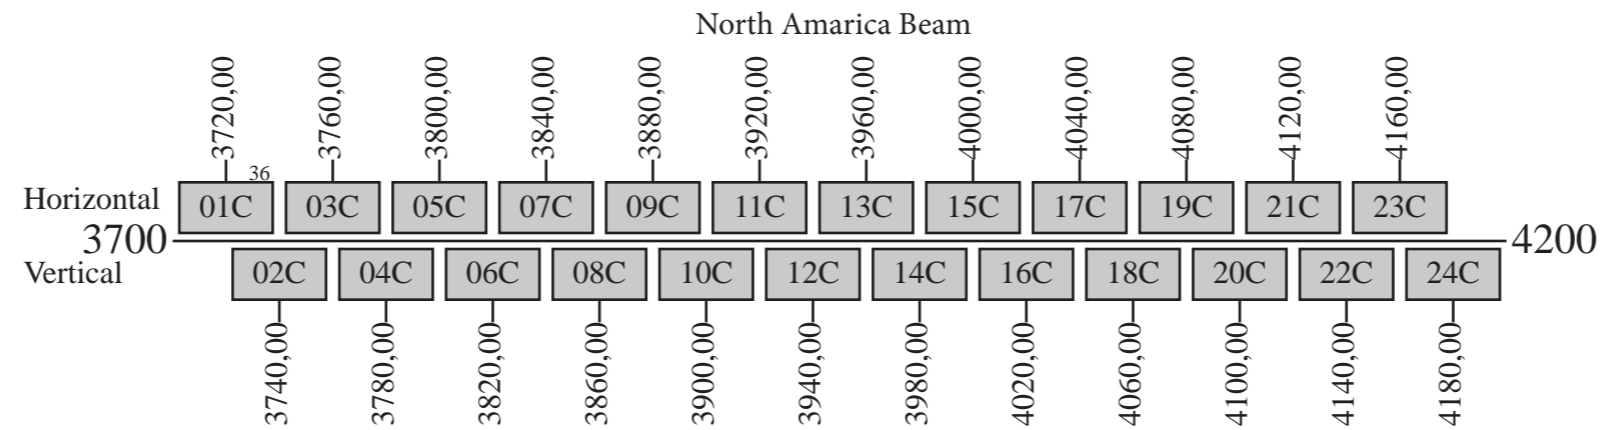 North Amarica Beam
3720,00 3760,00 3800,00 3840,00 3880,00 3920,00 3960,00 4000,00 4040,00 4080,00 4120,00 4160,00
36
Horizontal 01C 03C 05C 07C 09C 11C 13C 15C 17C 19C 21C 23C
3700 4200
Vertical 02C 04C 06C 08C 10C 12C 14C 16C 18C 20C 22C 24C
3740,00 3780,00 3820,00 3860,00 3900,00 3940,00 3980,00 4020,00 4060,00 4100,00 4140,00 4180,00